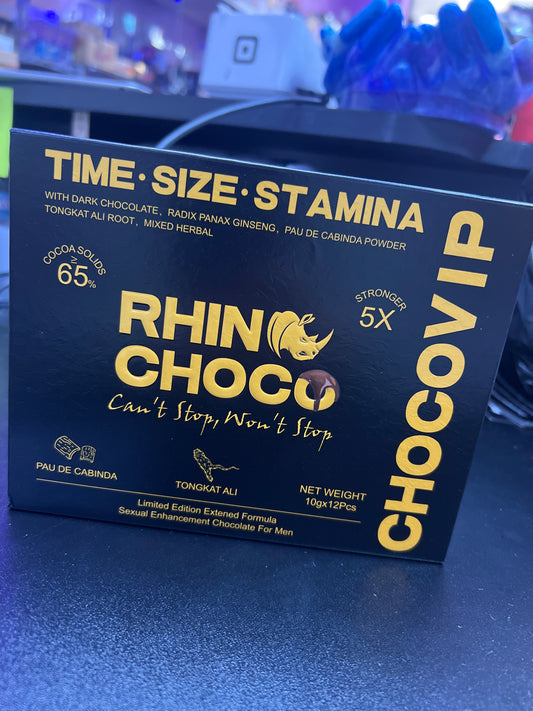 TIME·SIZE·STAMINA
WITH DARK CHOCOLATE, RADIX PANAX GINSENG, PAU DE CABINDA POWDER
TONGKAT ALI ROOT, MIXED HERBAL
COCOA SOLIDS
≥
65%
STRONGER
5X
RHINO
CHOCO
Can't Stop, Won't Stop
PAU DE CABINDA
TONGKAT ALI
NET WEIGHT
10gx12Pcs
Limited Edition Extened Formula
Sexual Enhancement Chocolate For Men
CHOCOVIP